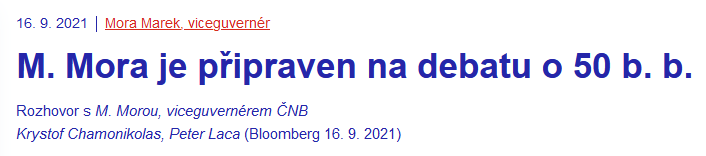 16. 9. 2021 | Mora Marek, viceguvernér
M. Mora je připraven na debatu o 50 b. b.
Rozhovor s M. Morou, viceguvernérem ČNB
Krystof Chamonikolas, Peter Laca (Bloomberg 16. 9. 2021)